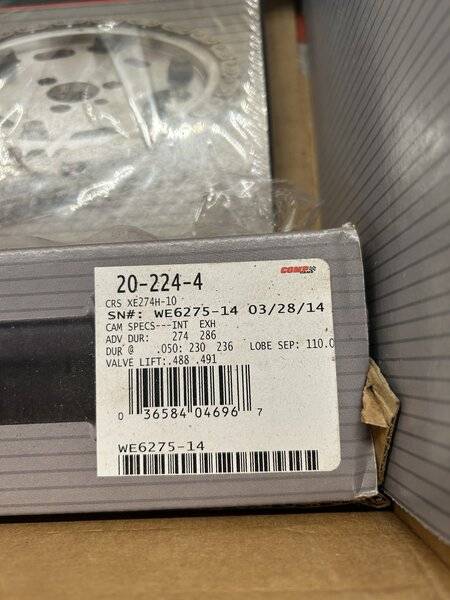 COMP
20-224-4
CRS XE274H-10
SN#: WE6275-14 03/28/14
CAM SPECS---INT EXH
ADV DUR: 274 286
DUR @ .050: 230 236 LOBE SEP: 110.0
VALVE LIFT:.488 .491
0 36584 04696 7
WE6275-14